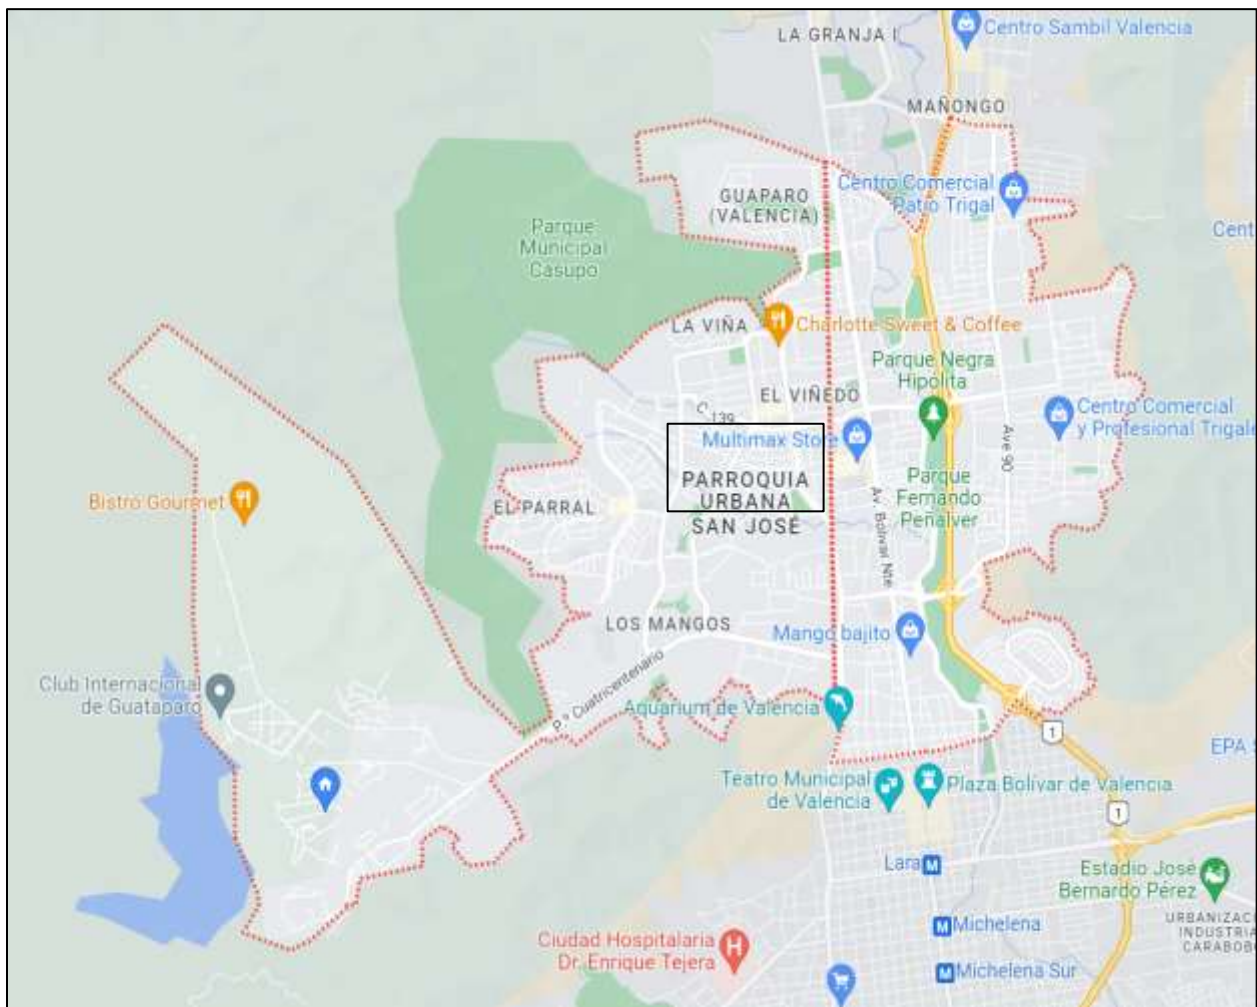 LA GRANJA I
Centro Sambil Valencia
MAÑONGO
GUAPARO
(VALENCIA)
Centro Comercial
Patio Trigal
Parque
Municipal
Casupo
Cent
LA VIÑA
Charlotte Sweet & Coffee
Parque Negra
Hipólita
EL VIÑEDO
C. 139
Centro Comercial
y Profesional Trigale
Multimax Store
Ave 90
PARROQUIA
URBANA
SAN JOSÉ
Parque
Fernando
Peñalver
Bistro Gourmet
EL PARRAL
Av. Bolívar Nte
LOS MANGOS
Mango bajito
P.º Cuatricentenario
Club Internacional
de Guataparo
Aquarium de Valencia
1
EPA S
Teatro Municipal
de Valencia
Plaza Bolívar de Valencia
1
Lara M
Estadio José
Bernardo Pérez
M Michelena
URBANIZAC
INDUSTRIA
CARABOBO
Ciudad Hospitalaria
Dr. Enrique Tejera
H
M Michelena Sur